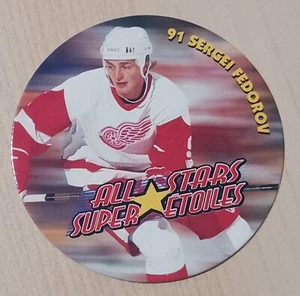 91 SERGEI FEDOROV
ALL STARS
SUPER ETOILES